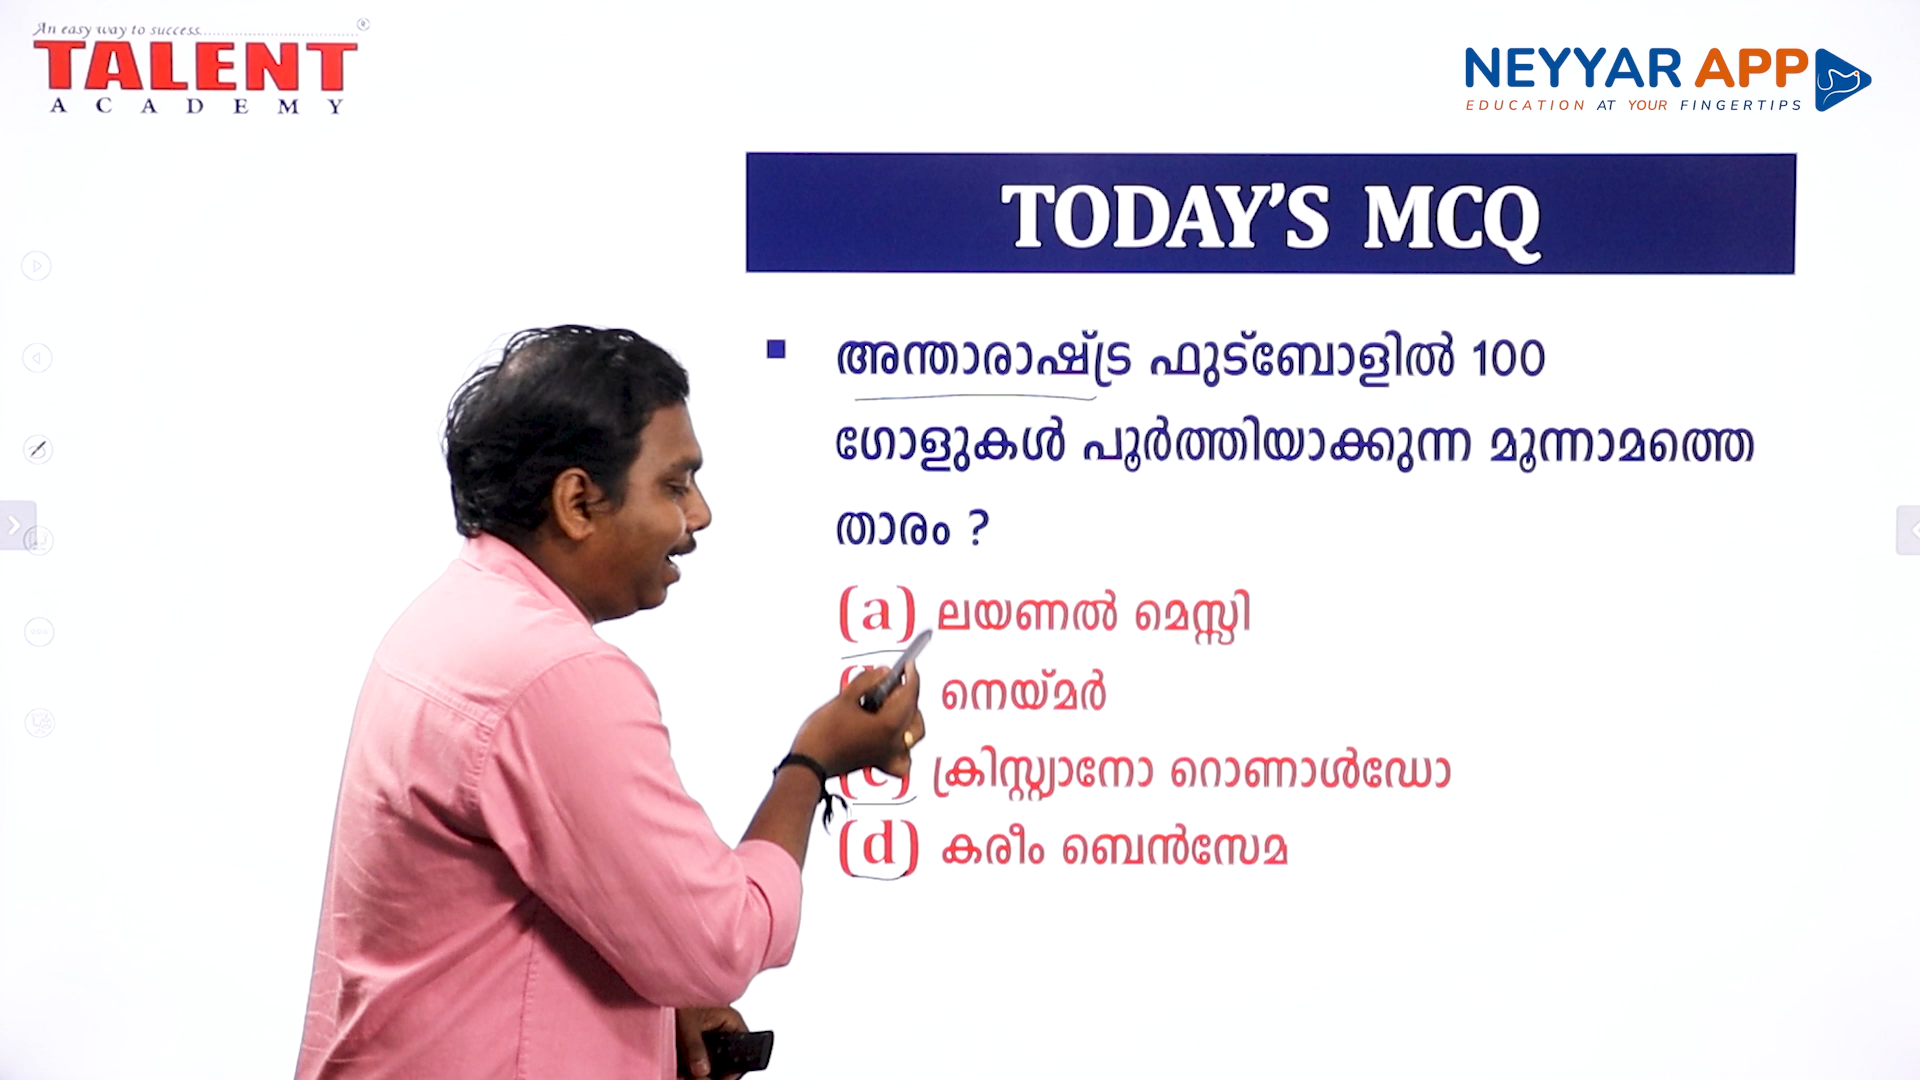 An easy way to success
TALENT
ACADEMY
NEYYAR APP
EDUCATION AT YOUR FINGERTIPS
TODAY'S MCQ
അന്താരാഷ്ട്ര ഫുട്ബോളിൽ 100
ഗോളുകൾ പൂർത്തിയാക്കുന്ന മൂന്നാമത്തെ
താരം ?
(a) ലയണൽ മെസ്സി
നെയ്മർ
(c) ക്രിസ്റ്റ്യാനോ റൊണാൾഡോ
(d) കരീം ബെൻസേമ